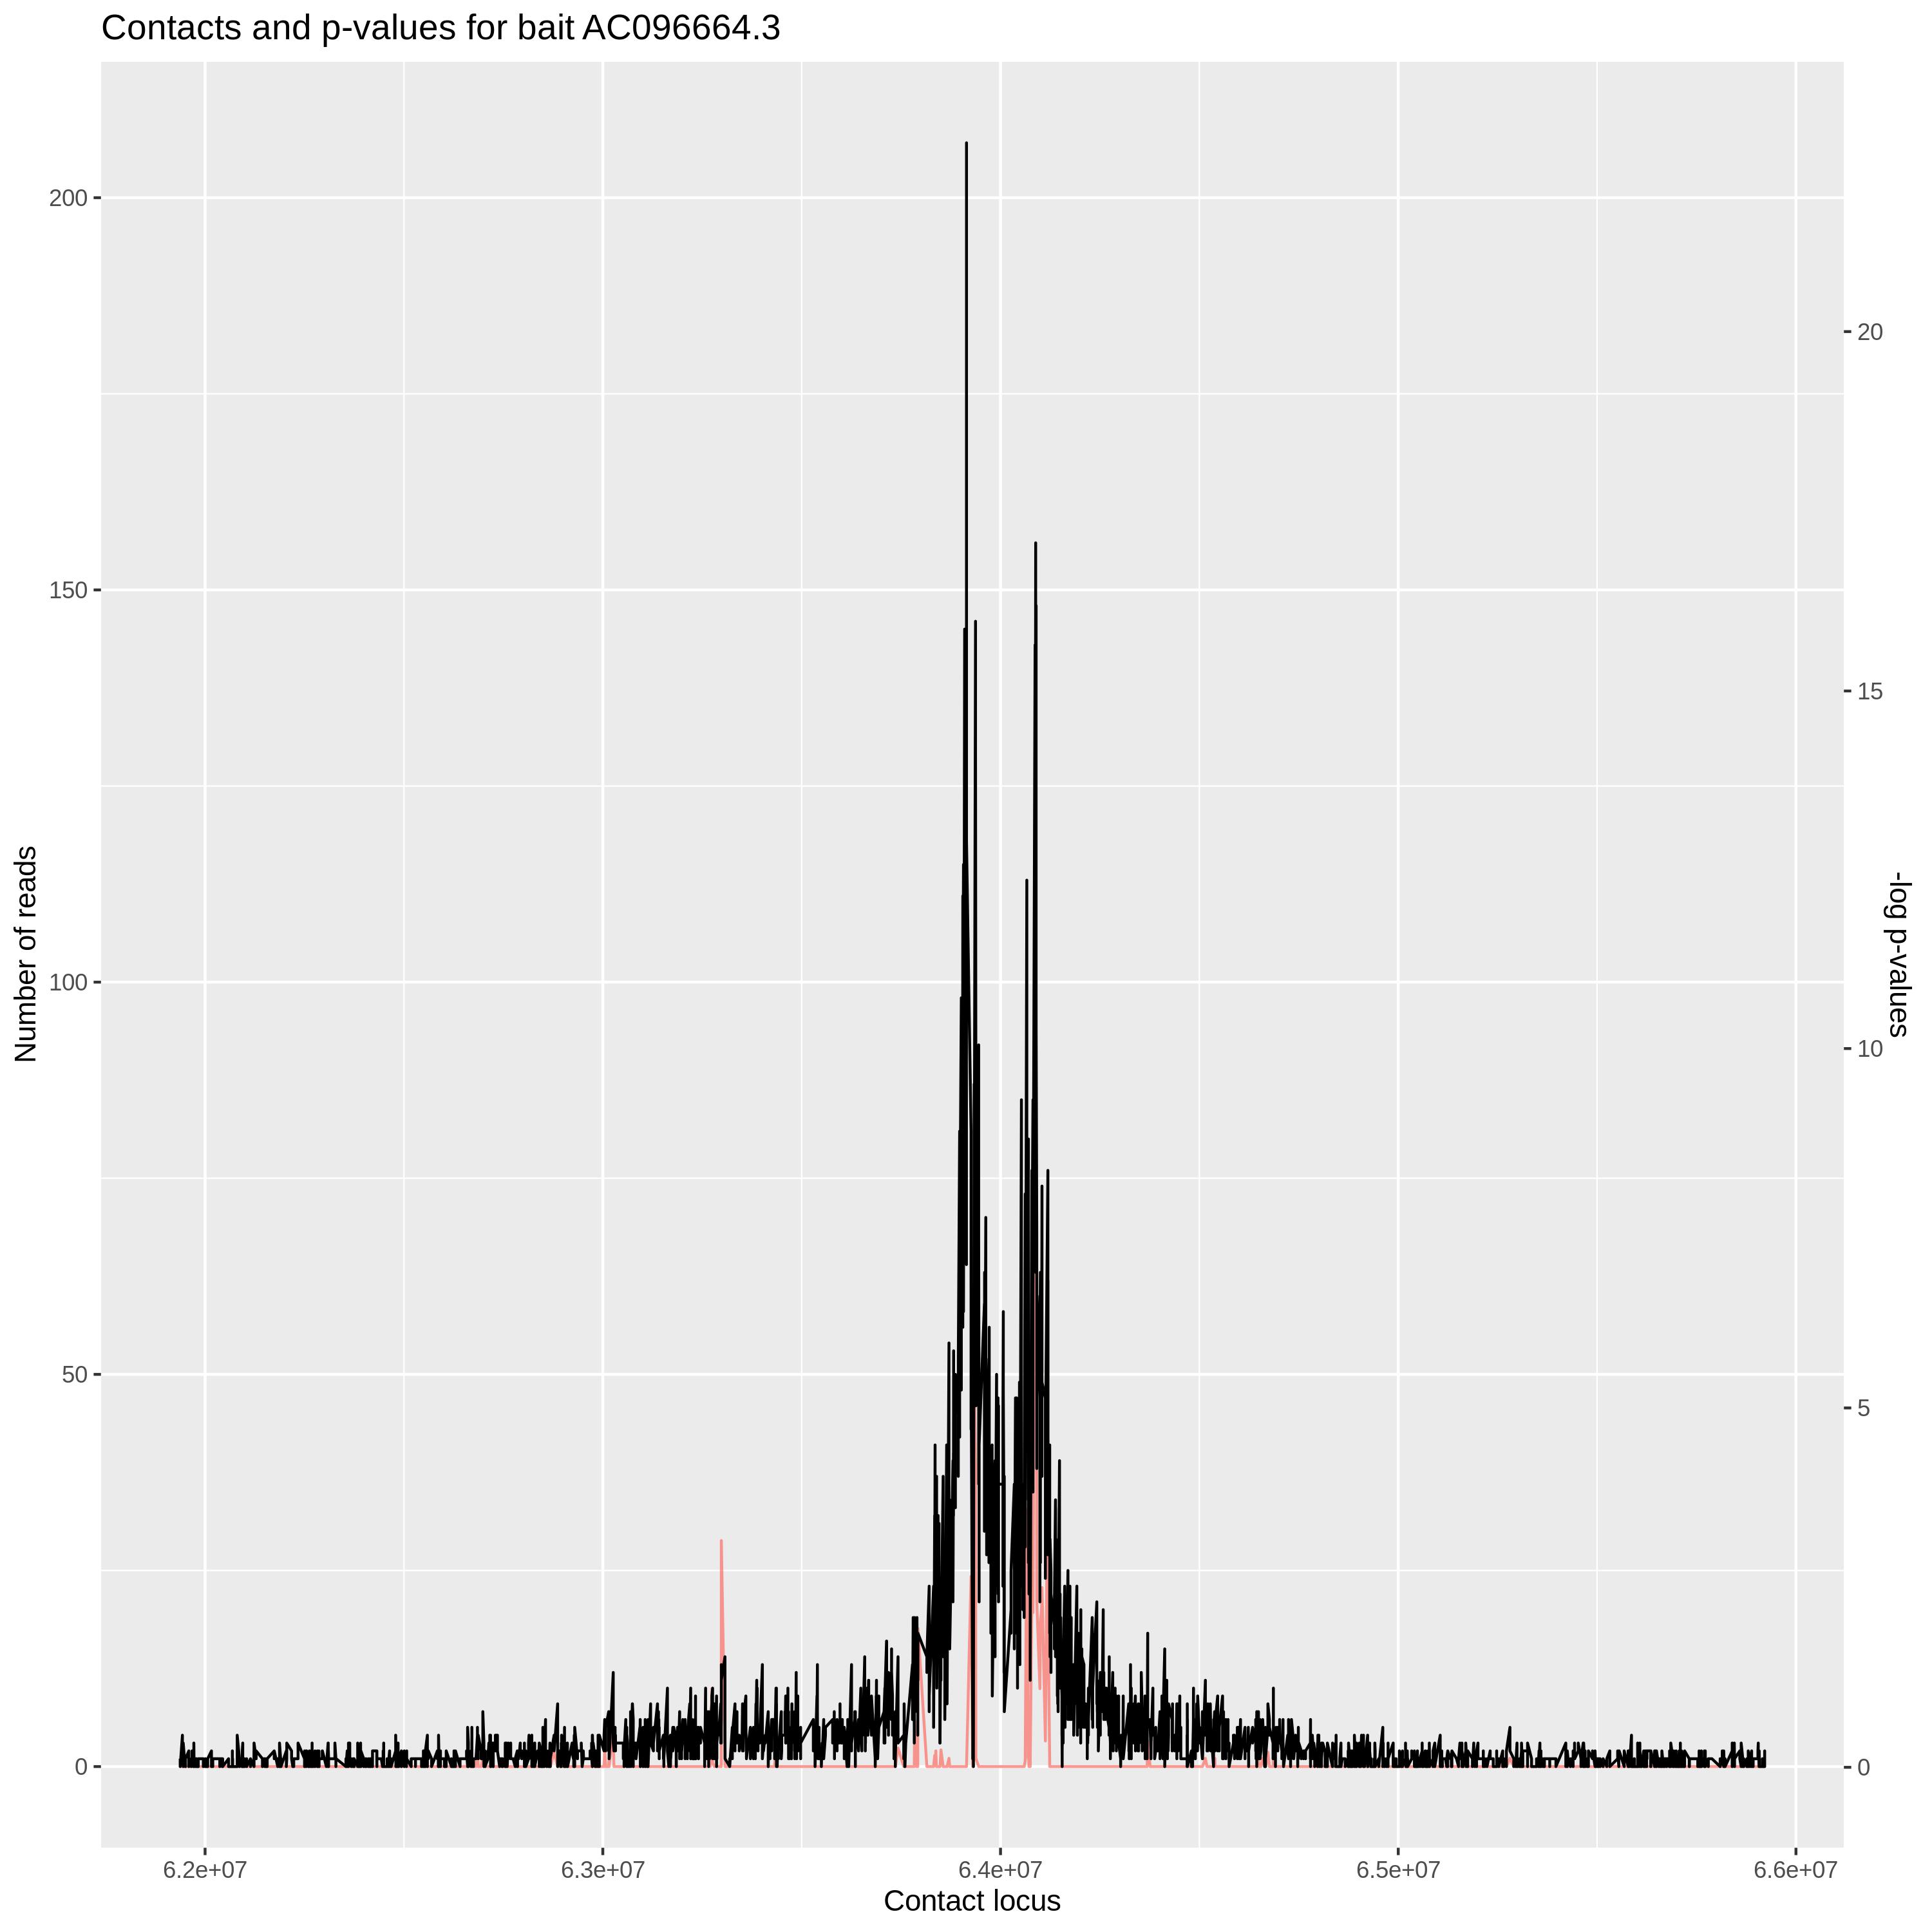 Contacts and p-values for bait AC096664.3
200
150
100
50
0
Number of reads
20
15
10
5
0
-log p-values
6.2e+07
6.3e+07
6.4e+07
6.5e+07
6.6e+07
Contact locus